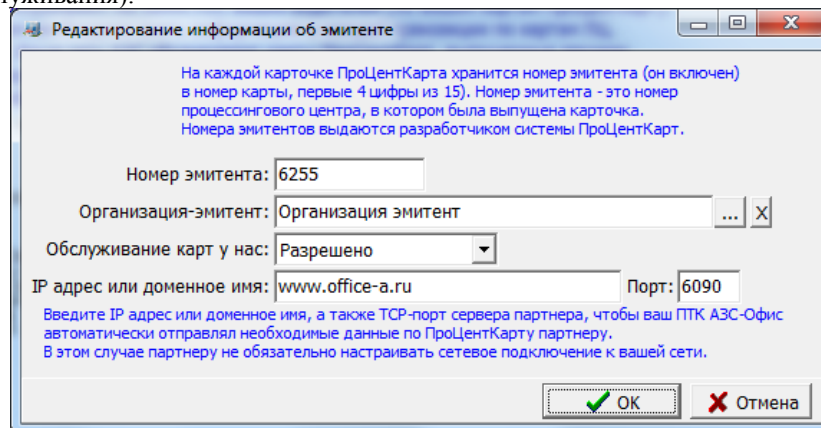 служивания).
Редактирование информации об эмитенте
На каждой карточке ПроЦентКарта хранится номер эмитента (он включен)
в номер карты, первые 4 цифры из 15). Номер эмитента - это номер
процессингового центра, в котором была выпущена карточка.
Номера эмитентов выдаются разработчиком системы ПроЦентКарт.
Номер эмитента: 6255
Организация-эмитент: Организация эмитент ... X
Обслуживание карт у нас: Разрешено
IP адрес или доменное имя: www.office-a.ru Порт: 6090
Введите IP адрес или доменное имя, а также TCP-порт сервера партнера, чтобы ваш ПТК АЗС-Офис
автоматически отправлял необходимые данные по ПроЦентКарту партнеру.
В этом случае партнеру не обязательно настраивать сетевое подключение к вашей сети.
ОК Отмена